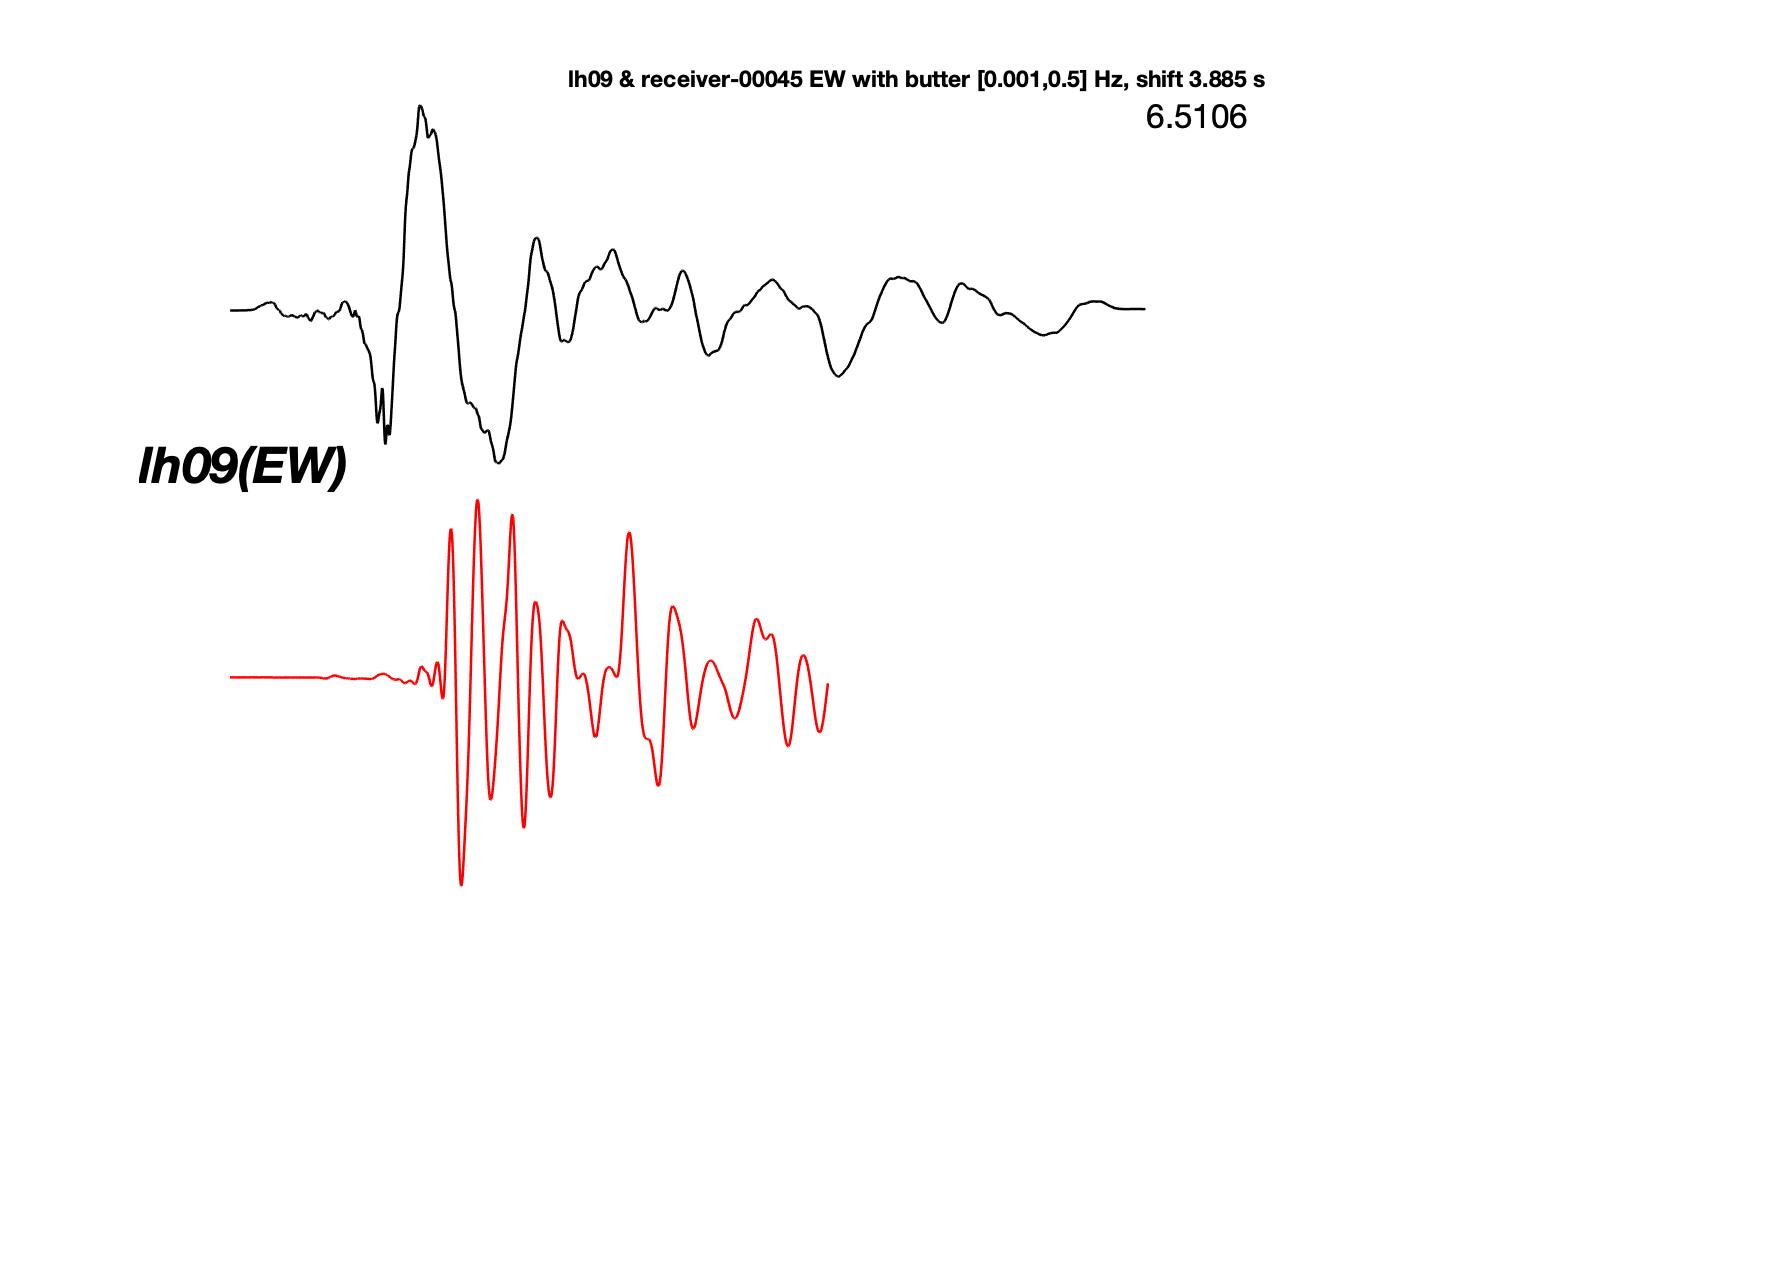 lh09 & receiver-00045 EW with butter [0.001,0.5] Hz, shift 3.885 s
6.5106
lh09(EW)